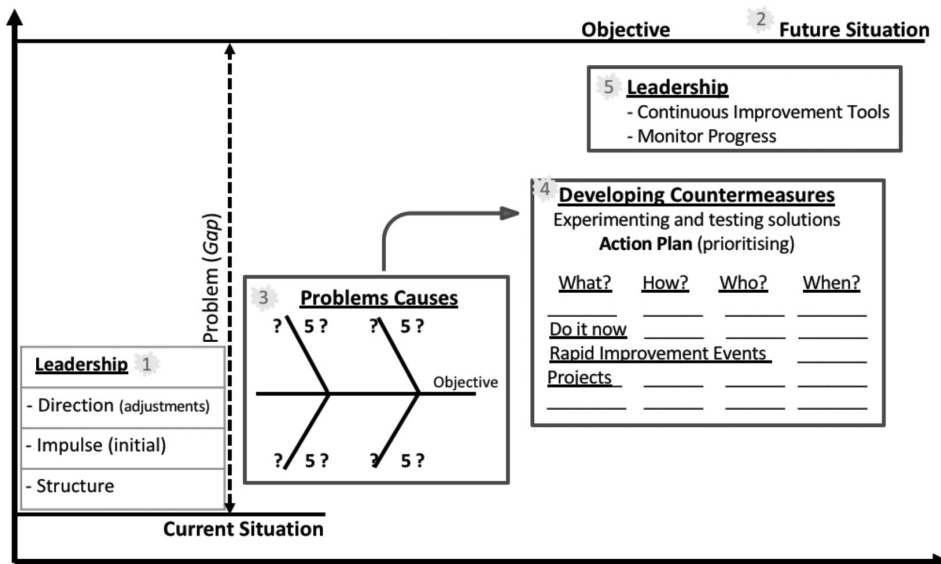 Objective 2 Future Situation
5 Leadership
- Continuous Improvement Tools
- Monitor Progress
4 Developing Countermeasures
Experimenting and testing solutions
Action Plan (prioritising)
What? How? Who? When?
Do it now
Rapid Improvement Events
Projects
Problem (Gap)
3 Problems Causes
? 5 ? ? 5 ?
Objective
? 5 ? ? 5 ?
Leadership 1
- Direction (adjustments)
- Impulse (initial)
- Structure
Current Situation